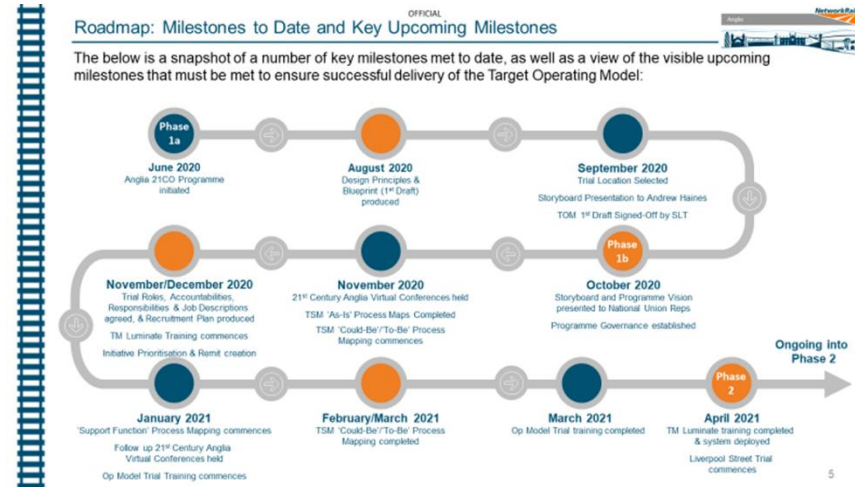 OFFICIAL
Roadmap: Milestones to Date and Key Upcoming Milestones
NetworkRail
Anglia
The below is a snapshot of a number of key milestones met to date, as well as a view of the visible upcoming
milestones that must be met to ensure successful delivery of the Target Operating Model:
Phase
1a
June 2020
Anglia 21CO Programme
initiated
August 2020
Design Principles &
Blueprint (1st Draft)
produced
September 2020
Trial Location Selected
Storyboard Presentation to Andrew Haines
TOM 1st Draft Signed-Off by SLT
Phase
1b
October 2020
Storyboard and Programme Vision
presented to National Union Reps
Programme Governance established
November 2020
21st Century Anglia Virtual Conferences held
TSM 'As-Is' Process Maps Completed
TSM 'Could-Be'/'To-Be' Process
Mapping commences
November/December 2020
Trial Roles, Accountabilities,
Responsibilities & Job Descriptions
agreed, & Recruitment Plan produced
TM Luminate Training commences
Initiative Prioritisation & Remit creation
January 2021
'Support Function' Process Mapping commences
Follow up 21st Century Anglia
Virtual Conferences held
Op Model Trial Training commences
February/March 2021
TSM 'Could-Be'/'To-Be' Process
Mapping completed
March 2021
Op Model Trial training completed
Phase
2
April 2021
TM Luminate training completed
& system deployed
Liverpool Street Trial
commences
Ongoing into
Phase 2
5